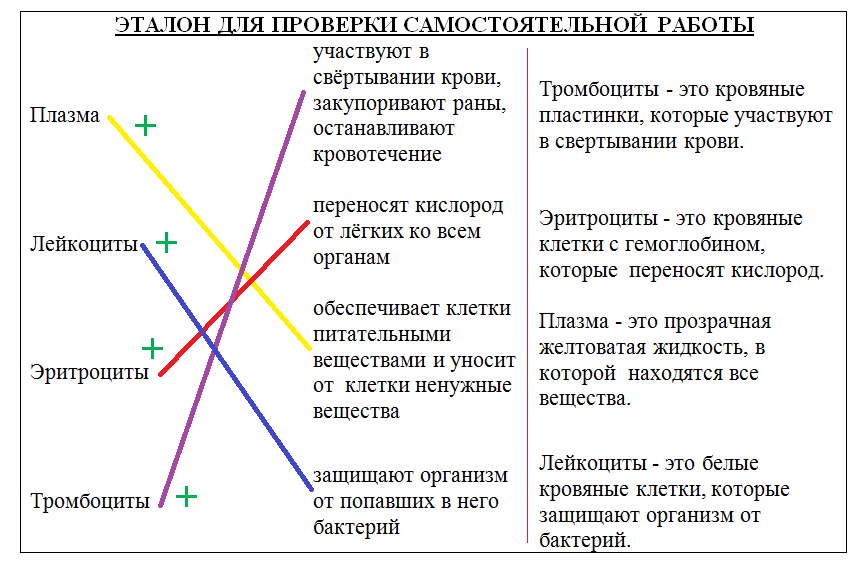 ЭТАЛОН ДЛЯ ПРОВЕРКИ САМОСТОЯТЕЛЬНОЙ РАБОТЫ
Плазма
Лейкоциты
Эритроциты
Тромбоциты
участвуют в
свёртывании крови,
закупоривают раны,
останавливают
кровотечение
переносят кислород
от лёгких ко всем
органам
обеспечивает клетки
питательными
веществами и уносит
от клетки ненужные
вещества
защищают организм
от попавших в него
бактерий
Тромбоциты - это кровяные
пластинки, которые участвуют
в свертывании крови.
Эритроциты - это кровяные
клетки с гемоглобином,
которые переносят кислород.
Плазма - это прозрачная
желтоватая жидкость, в
которой находятся все
вещества.
Лейкоциты - это белые
кровяные клетки, которые
защищают организм от
бактерий.